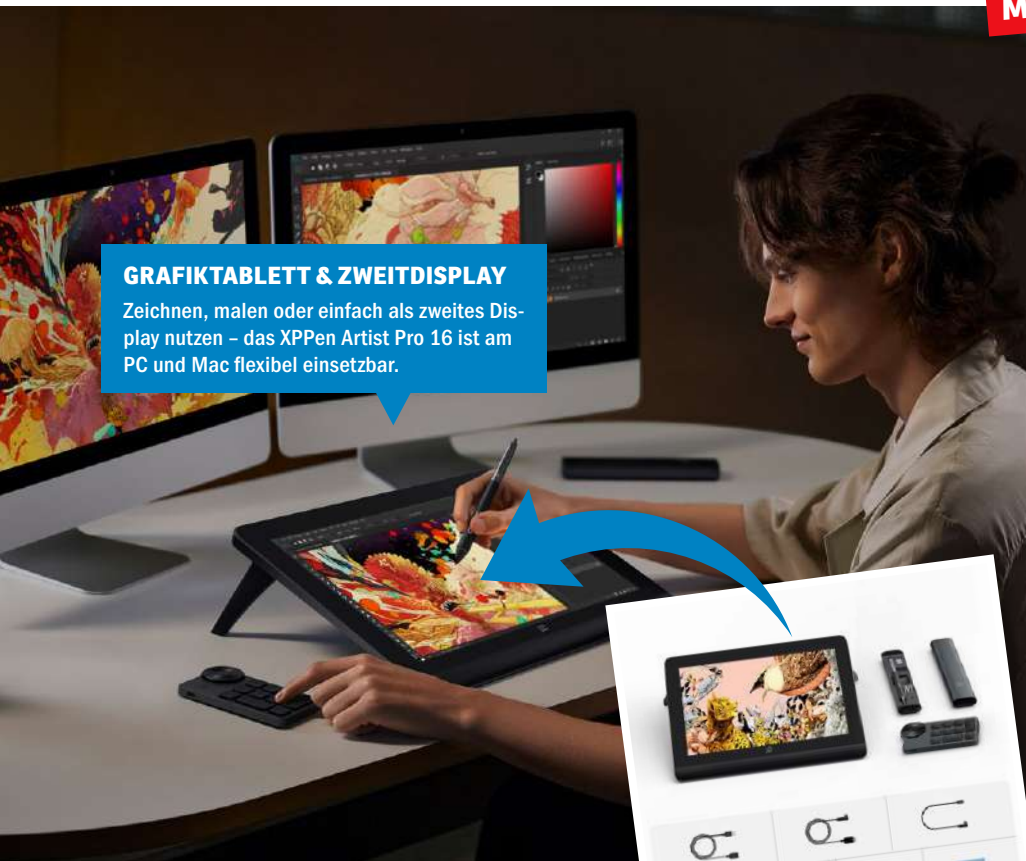 M
GRAFIKTABLETT & ZWEITDISPLAY
Zeichnen, malen oder einfach als zweites Dis-
play nutzen – das XPPen Artist Pro 16 ist am
PC und Mac flexibel einsetzbar.